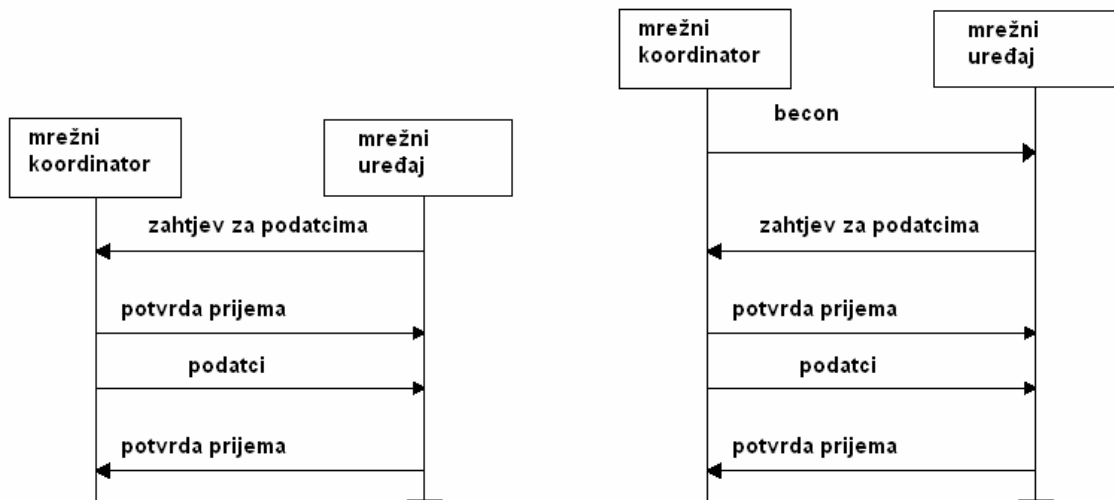 mrežni
koordinator
mrežni
uređaj
zahtjev za podatcima
potvrda prijema
podatci
potvrda prijema
mrežni
koordinator
mrežni
uređaj
becon
zahtjev za podatcima
potvrda prijema
podatci
potvrda prijema